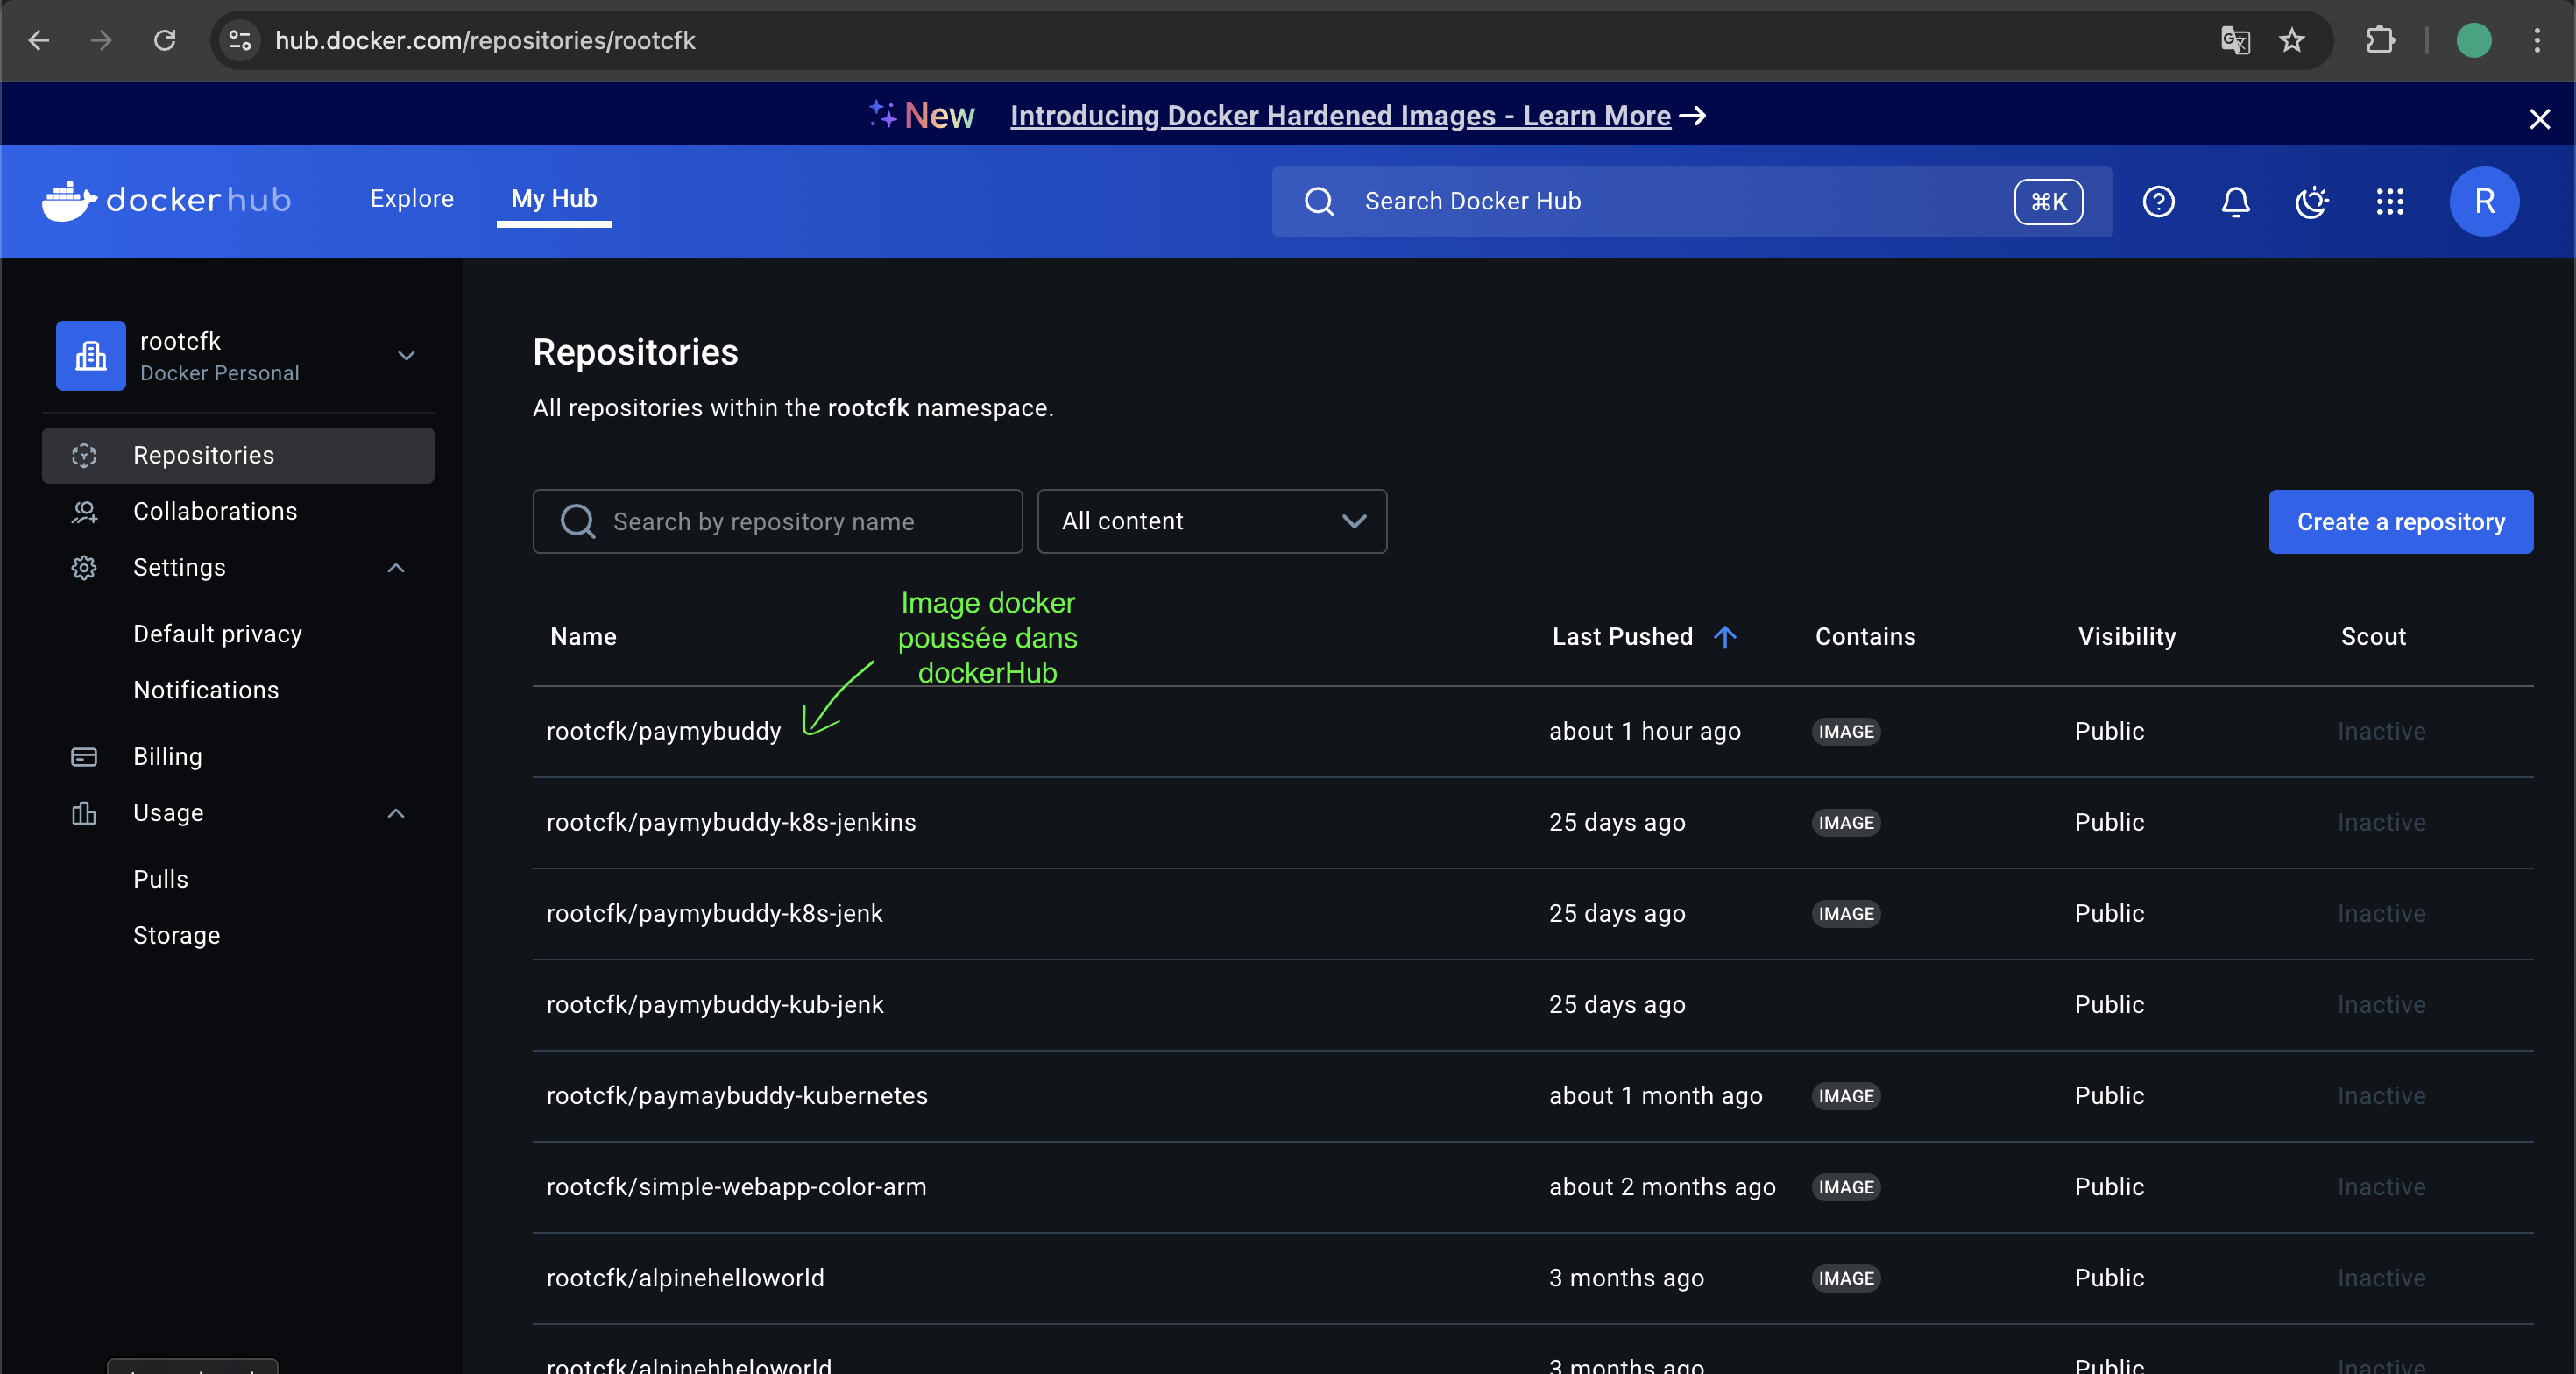 hub.docker.com/repositories/rootcfk
New Introducing Docker Hardened Images - Learn More
dockerhub Explore My Hub Search Docker Hub ⌘K R
rootcfk
Docker Personal
Repositories
Collaborations
Settings
Default privacy
Notifications
Billing
Usage
Pulls
Storage
Repositories
All repositories within the rootcfk namespace.
Search by repository name All content Create a repository
Image docker
poussée dans
dockerHub
Name Last Pushed Contains Visibility Scout
rootcfk/paymybuddy about 1 hour ago IMAGE Public Inactive
rootcfk/paymybuddy-k8s-jenkins 25 days ago IMAGE Public Inactive
rootcfk/paymybuddy-k8s-jenk 25 days ago IMAGE Public Inactive
rootcfk/paymybuddy-kub-jenk 25 days ago Public Inactive
rootcfk/paymaybuddy-kubernetes about 1 month ago IMAGE Public Inactive
rootcfk/simple-webapp-color-arm about 2 months ago IMAGE Public Inactive
rootcfk/alpinehelloworld 3 months ago IMAGE Public Inactive
rootcfk/alpinehheloworld 3 months ago Public Inactive